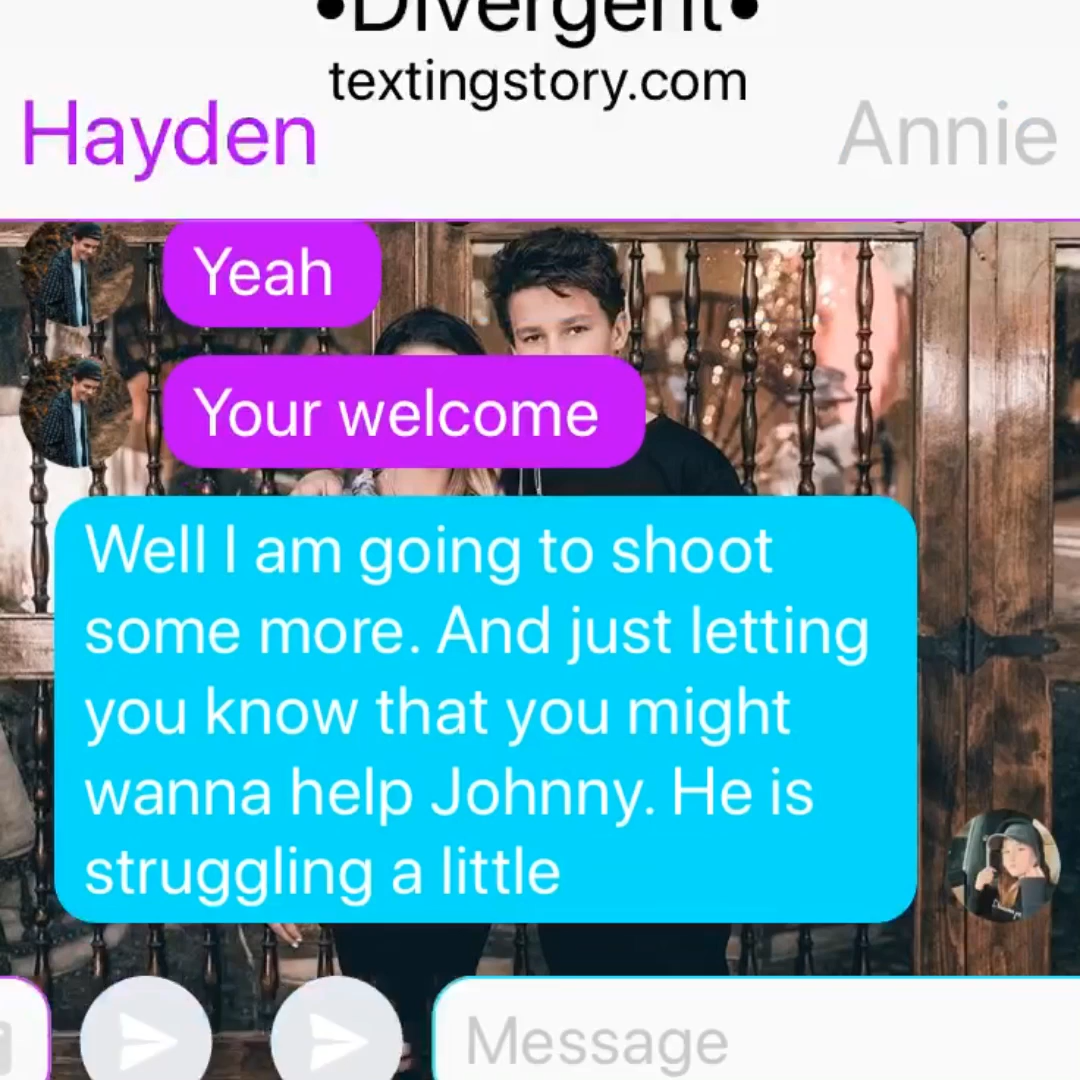 •Divergent•
textingstory.com
Hayden
Annie
Yeah
Your welcome
Well I am going to shoot
some more. And just letting
you know that you might
wanna help Johnny. He is
struggling a little
Message